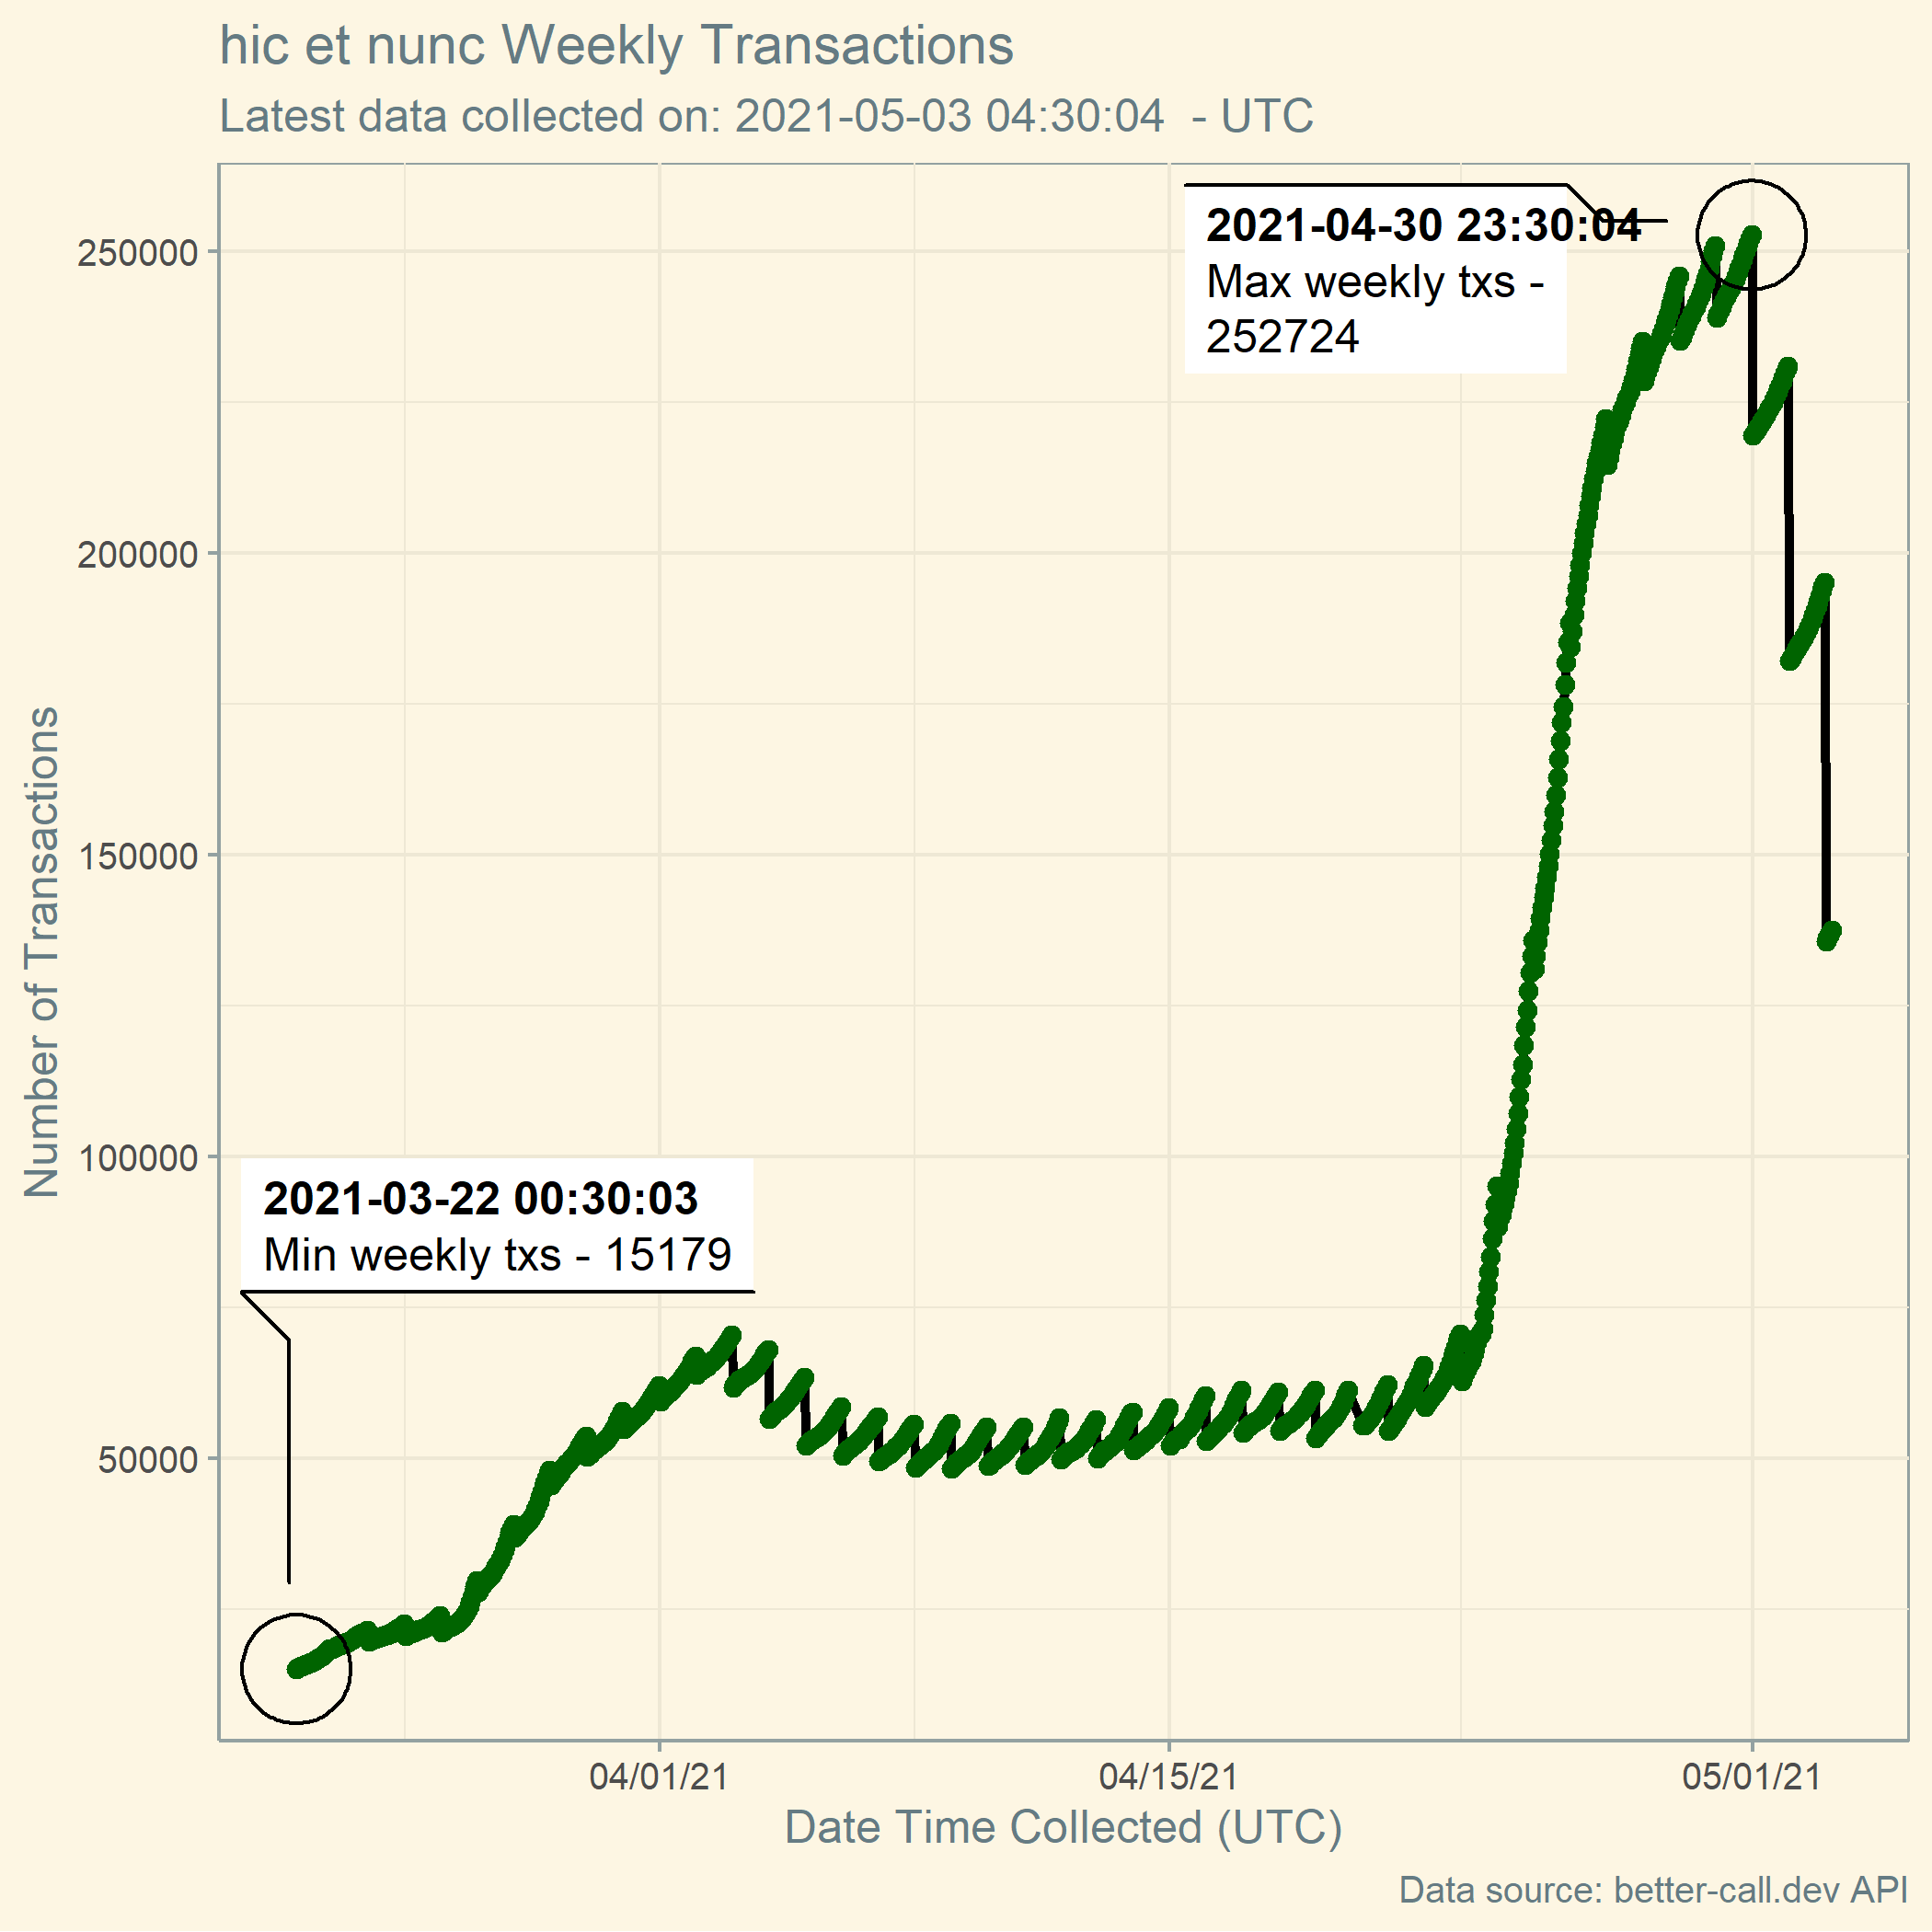 hic et nunc Weekly Transactions
Latest data collected on: 2021-05-03 04:30:04  - UTC
2021-04-30 23:30:04
Max weekly txs -
252724
250000
200000
150000
100000
50000
Number of Transactions
2021-03-22 00:30:03
Min weekly txs - 15179
04/01/21
04/15/21
05/01/21
Date Time Collected (UTC)
Data source: better-call.dev API